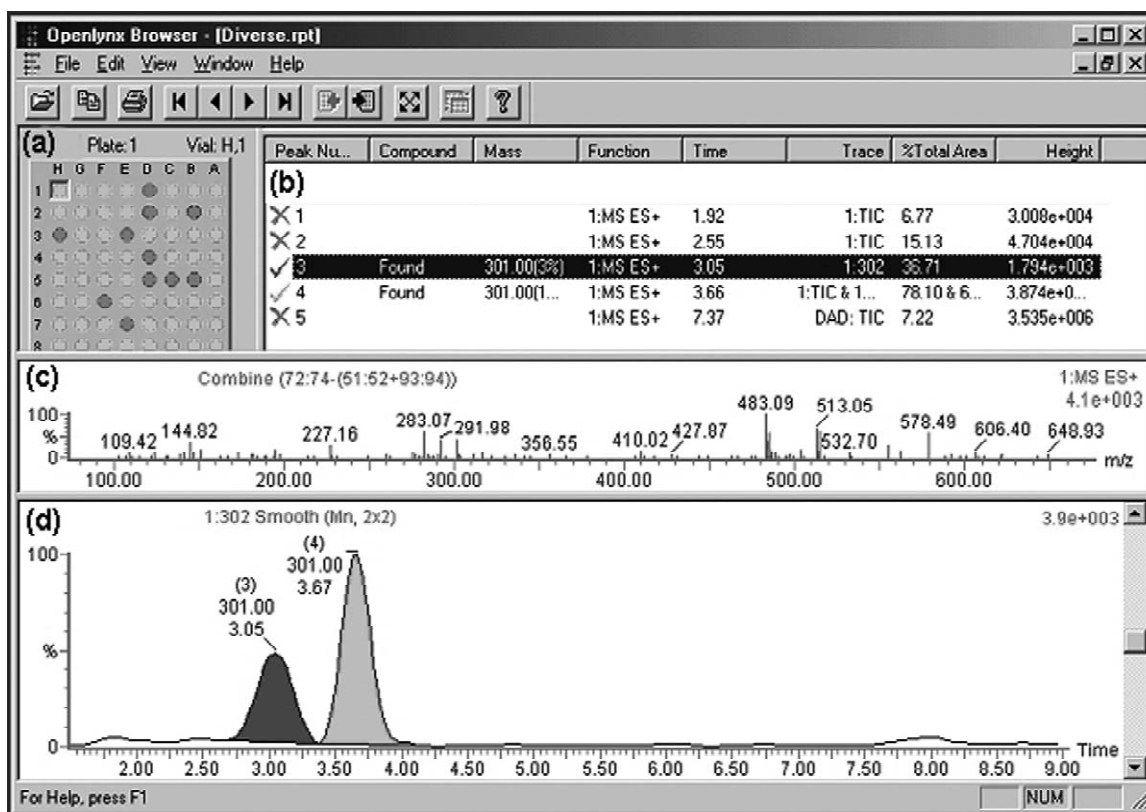 Openlynx Browser - [Diverse.rpt]
File Edit View Window Help
(a) Plate:1 Vial: H,1
H G F E D C B A
1
2
3
4
5
6
7
8
Peak Nu... Compound Mass Function Time Trace %Total Area Height
(b)
1 1:MS ES+ 1.92 1:TIC 6.77 3.008e+004
2 1:MS ES+ 2.55 1:TIC 15.13 4.704e+004
3 Found 301.00(3%) 1:MS ES+ 3.05 1:302 36.71 1.794e+003
4 Found 301.00(1... 1:MS ES+ 3.66 1:TIC & 1... 78.10 & 6... 3.874e+0...
5 1:MS ES+ 7.37 DAD: TIC 7.22 3.535e+006
(c) Combine (72:74-(51:52+93:94)) 1:MS ES+
4.1e+003
100
%
0
109.42 144.82 227.16 283.07 291.98 356.55 410.02 427.87 483.09 513.05 532.70 578.49 606.40 648.93
m/z
100.00 200.00 300.00 400.00 500.00 600.00
(d) 1:302 Smooth (Mn, 2x2) 3.9e+003
(4)
301.00
3.67
(3)
301.00
3.05
100
%
0
Time
2.00 2.50 3.00 3.50 4.00 4.50 5.00 5.50 6.00 6.50 7.00 7.50 8.00 8.50 9.00
For Help, press F1 NUM